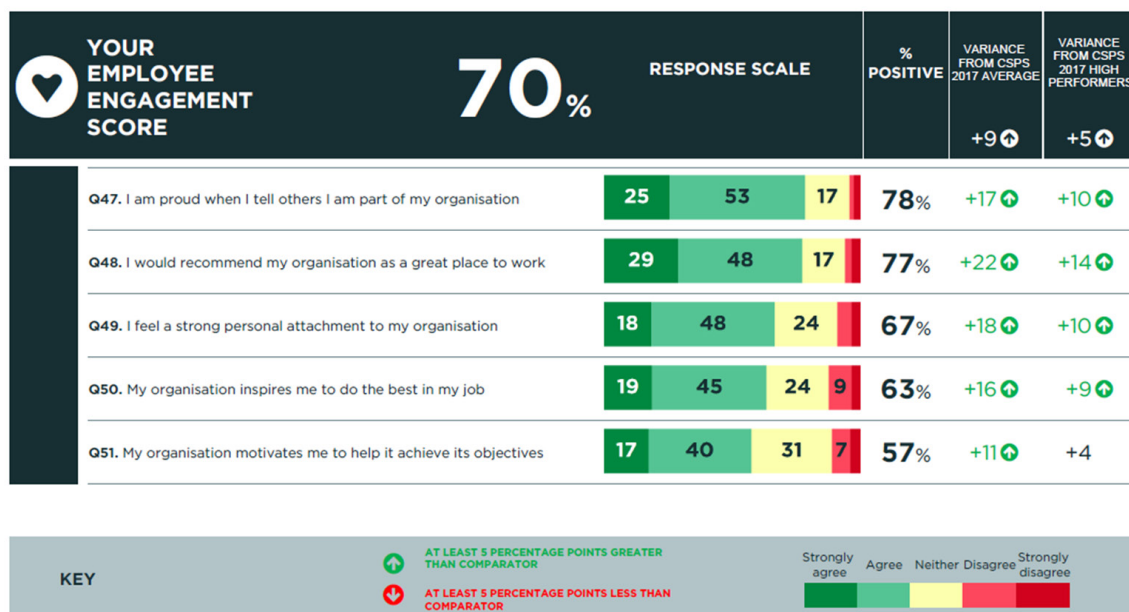 YOUR
EMPLOYEE
ENGAGEMENT
SCORE
70%
RESPONSE SCALE
%
POSITIVE
VARIANCE
FROM CSPS
2017 AVERAGE
+9
VARIANCE
FROM CSPS
2017 HIGH
PERFORMERS
+5
Q47. I am proud when I tell others I am part of my organisation
25 53 17 78% +17 +10
Q48. I would recommend my organisation as a great place to work
29 48 17 77% +22 +14
Q49. I feel a strong personal attachment to my organisation
18 48 24 67% +18 +10
Q50. My organisation inspires me to do the best in my job
19 45 24 9 63% +16 +9
Q51. My organisation motivates me to help it achieve its objectives
17 40 31 7 57% +11 +4
KEY
AT LEAST 5 PERCENTAGE POINTS GREATER
THAN COMPARATOR
AT LEAST 5 PERCENTAGE POINTS LESS THAN
COMPARATOR
Strongly
agree
Agree
Neither
Disagree
Strongly
disagree